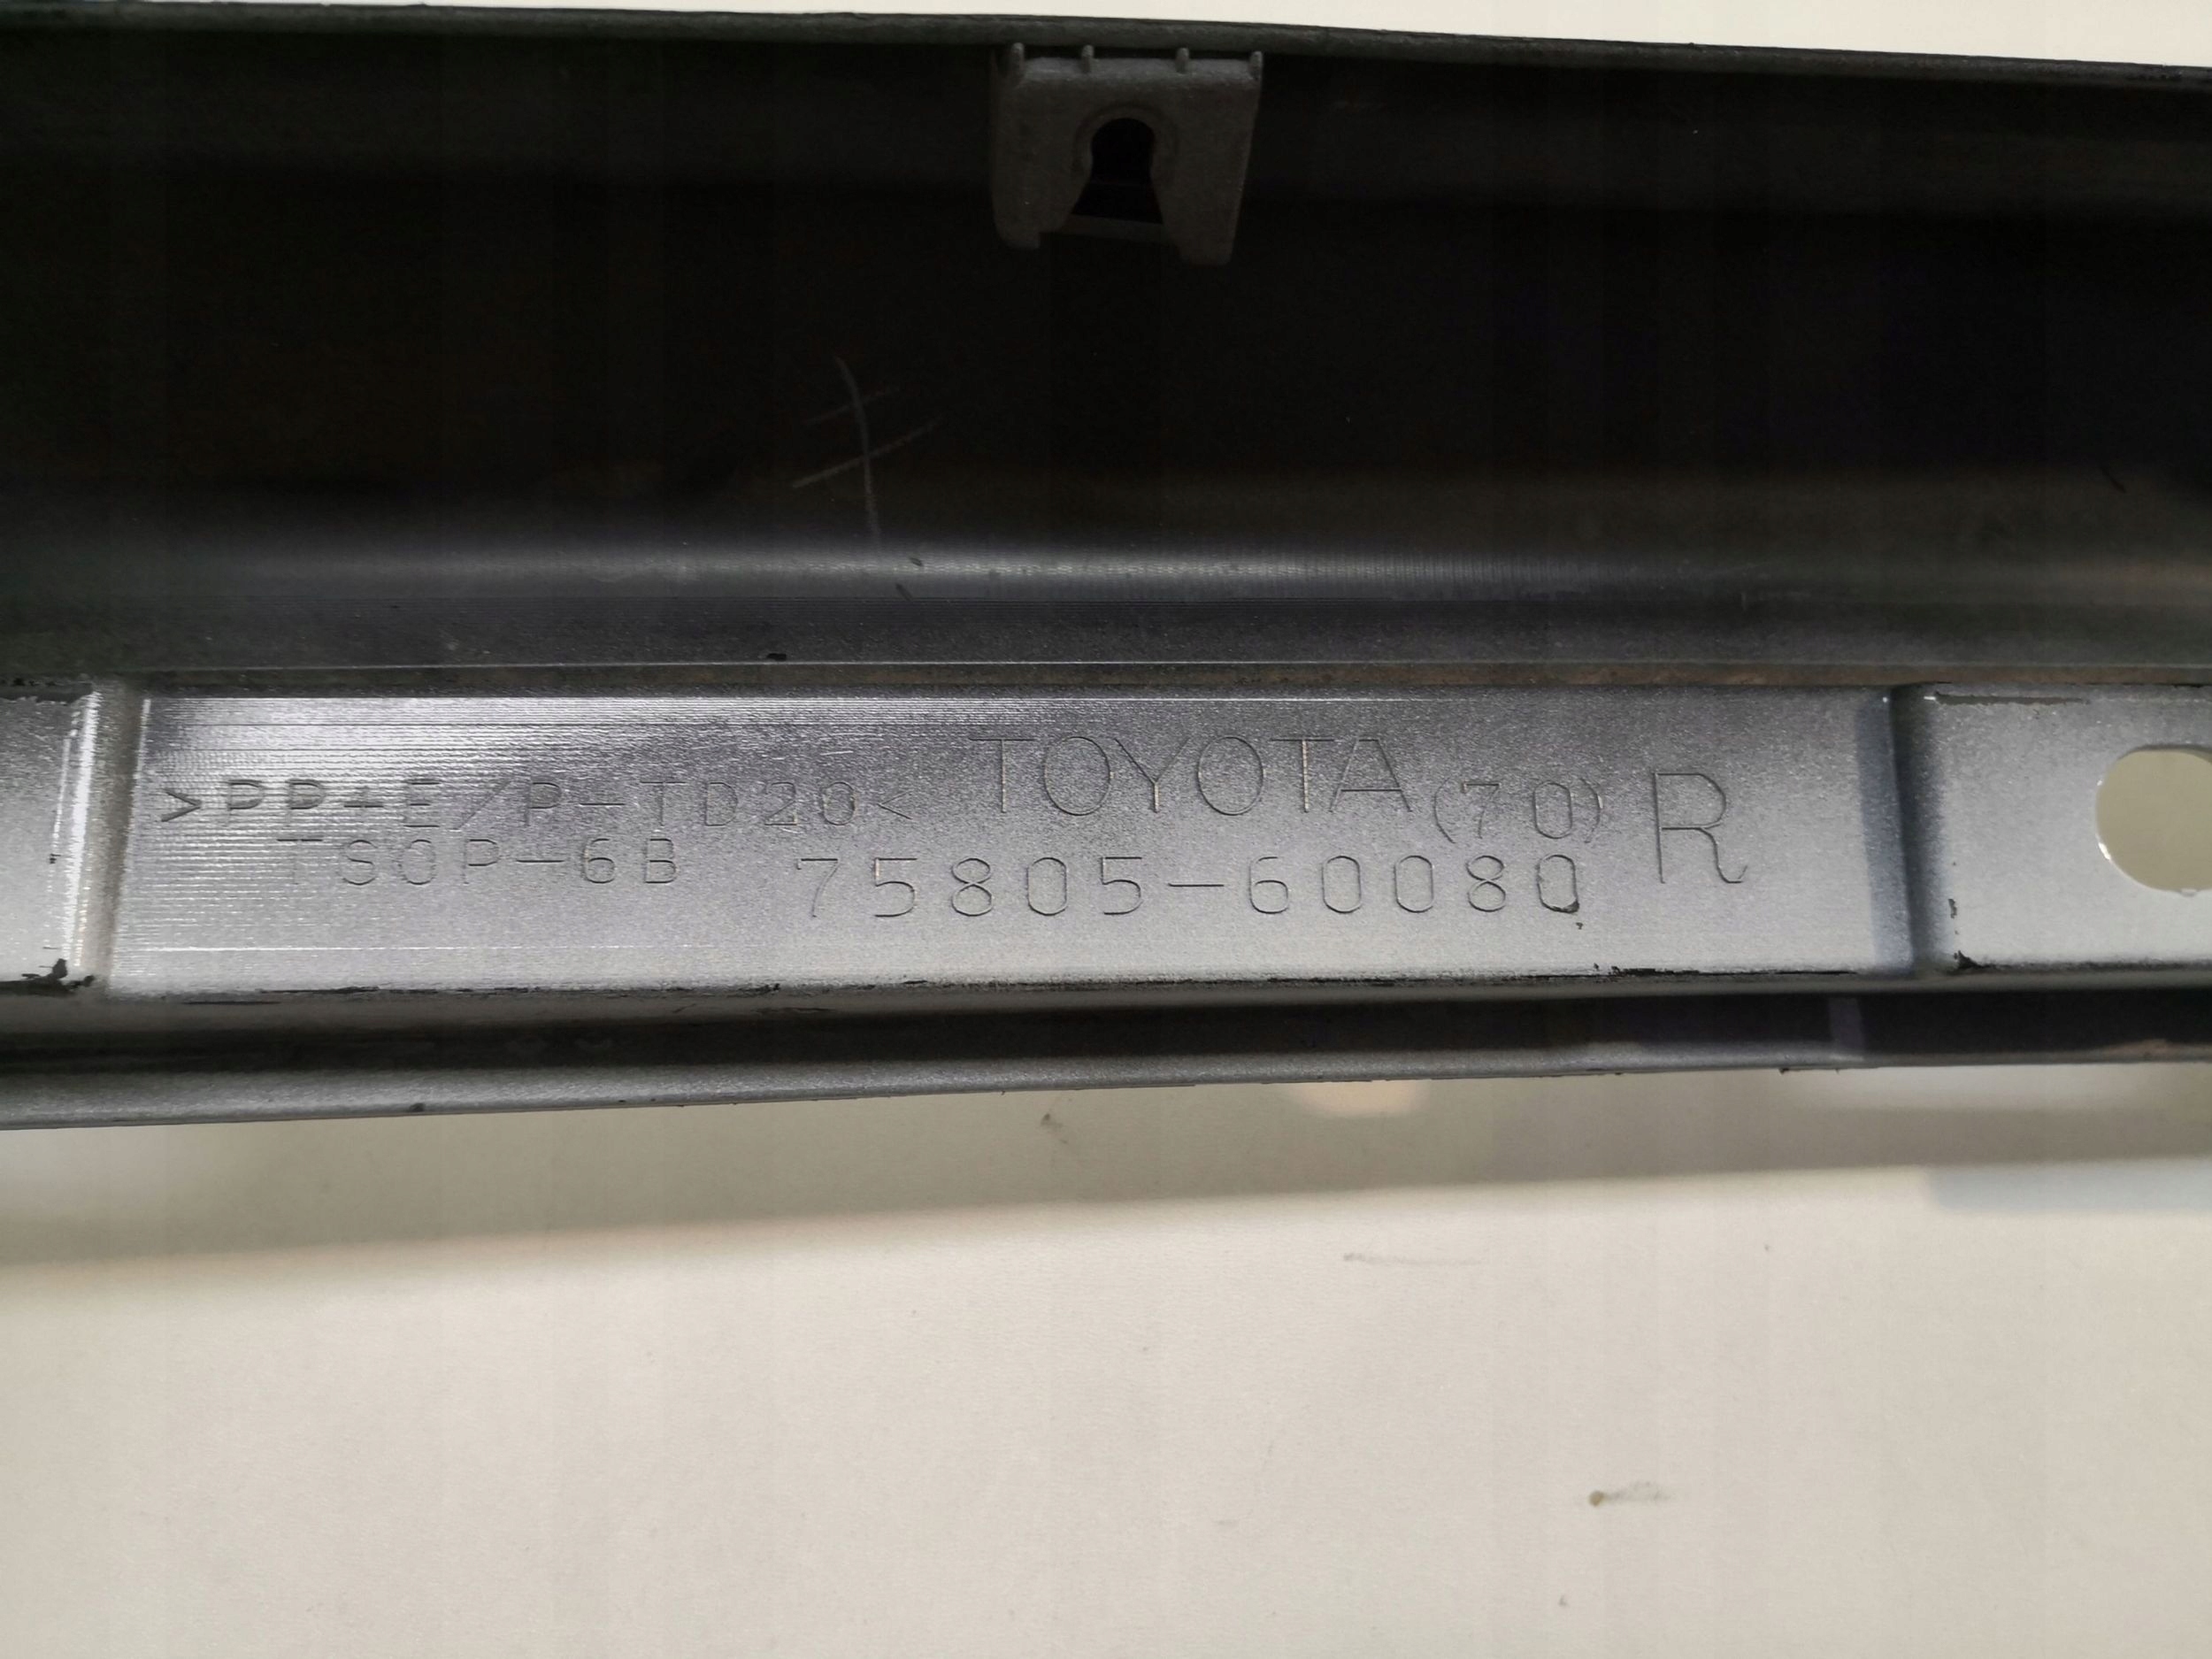 >PP+E/P-TD20< TOYOTA (70) R
TSOP-6B 75805-60080